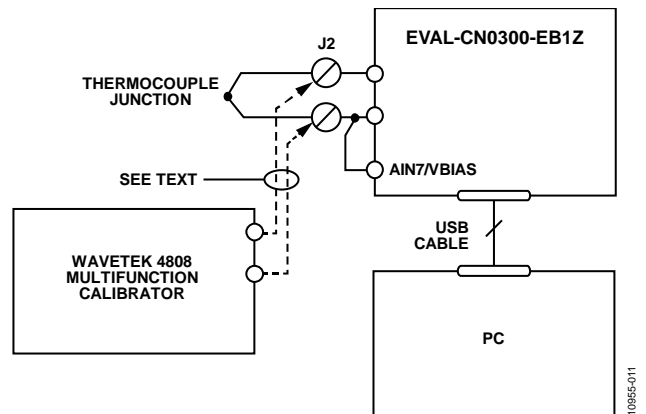 J2
EVAL-CN0300-EB1Z
THERMOCOUPLE
JUNCTION
AIN7/VBIAS
SEE TEXT
USB
CABLE
WAVETEK 4808
MULTIFUNCTION
CALIBRATOR
PC
10955-011